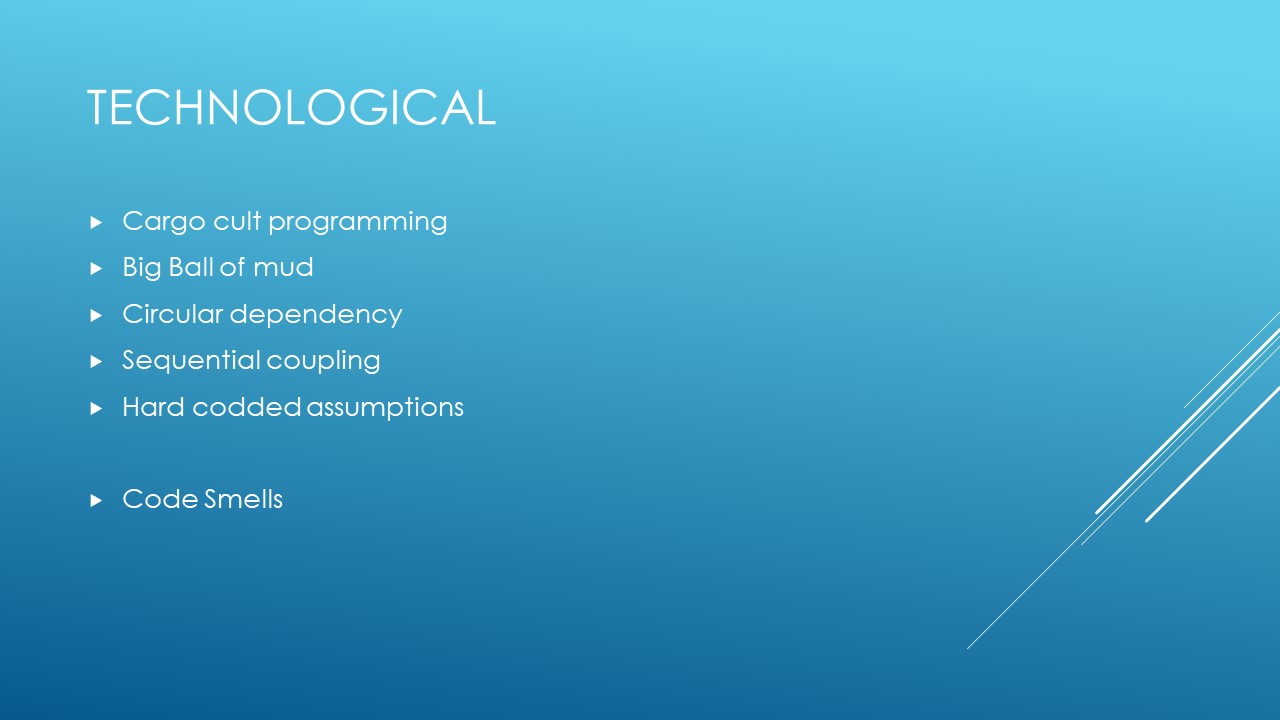 TECHNOLOGICAL
Cargo cult programming
Big Ball of mud
Circular dependency
Sequential coupling
Hard codded assumptions
Code Smells